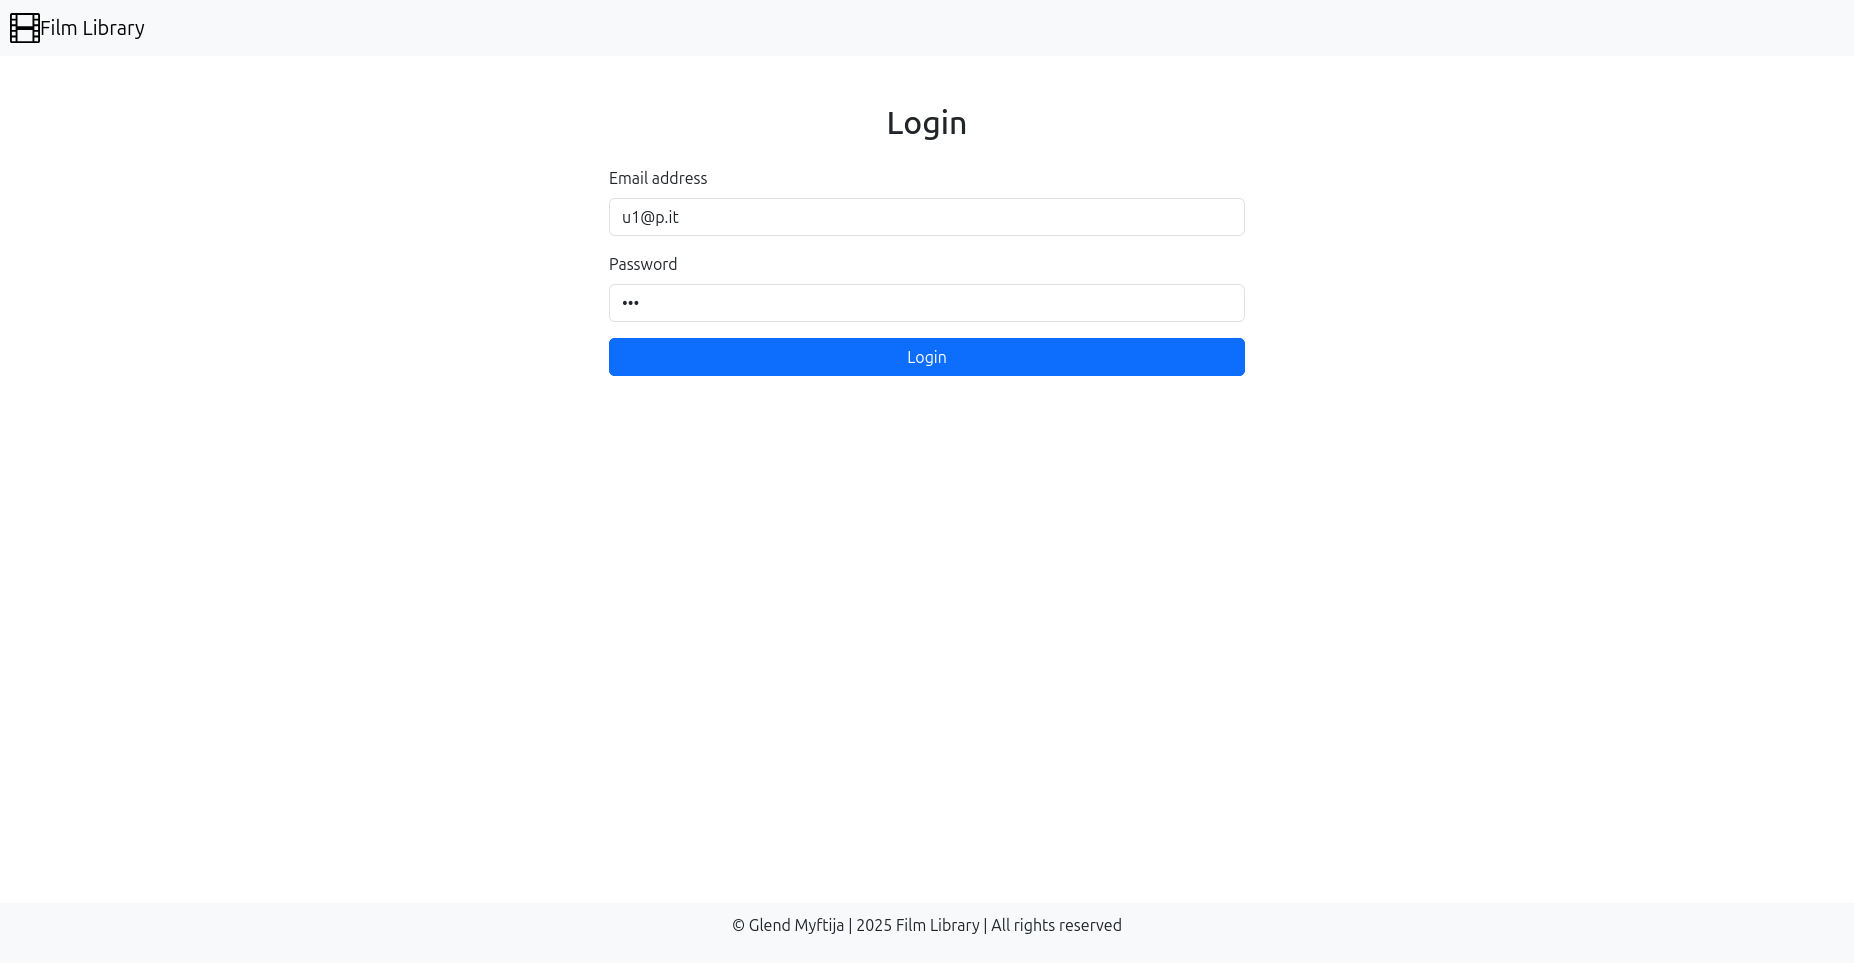 Film Library
Login
Email address
u1@p.it
Password
•••
Login
© Glend Myftija | 2025 Film Library | All rights reserved